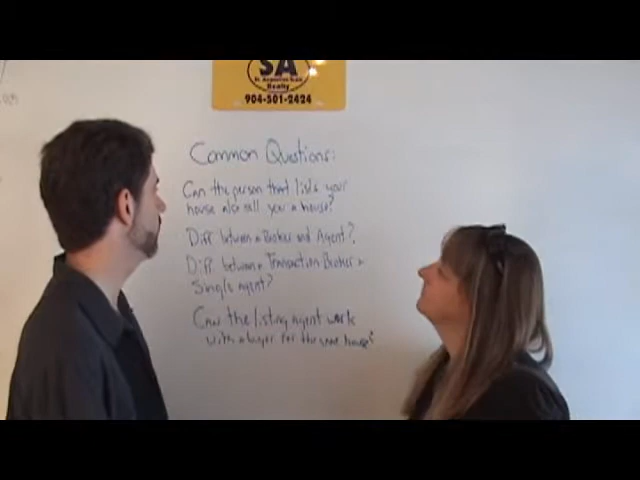 SA
St. Augustine Realty
Realty
904-501-2424
Common Questions:
Can the person that lists your
house also sell you a house?
Diff between a Broker and Agent?
Diff between a Transaction Broker +
Single agent?
Can the listing agent work
with a buyer for the same house?